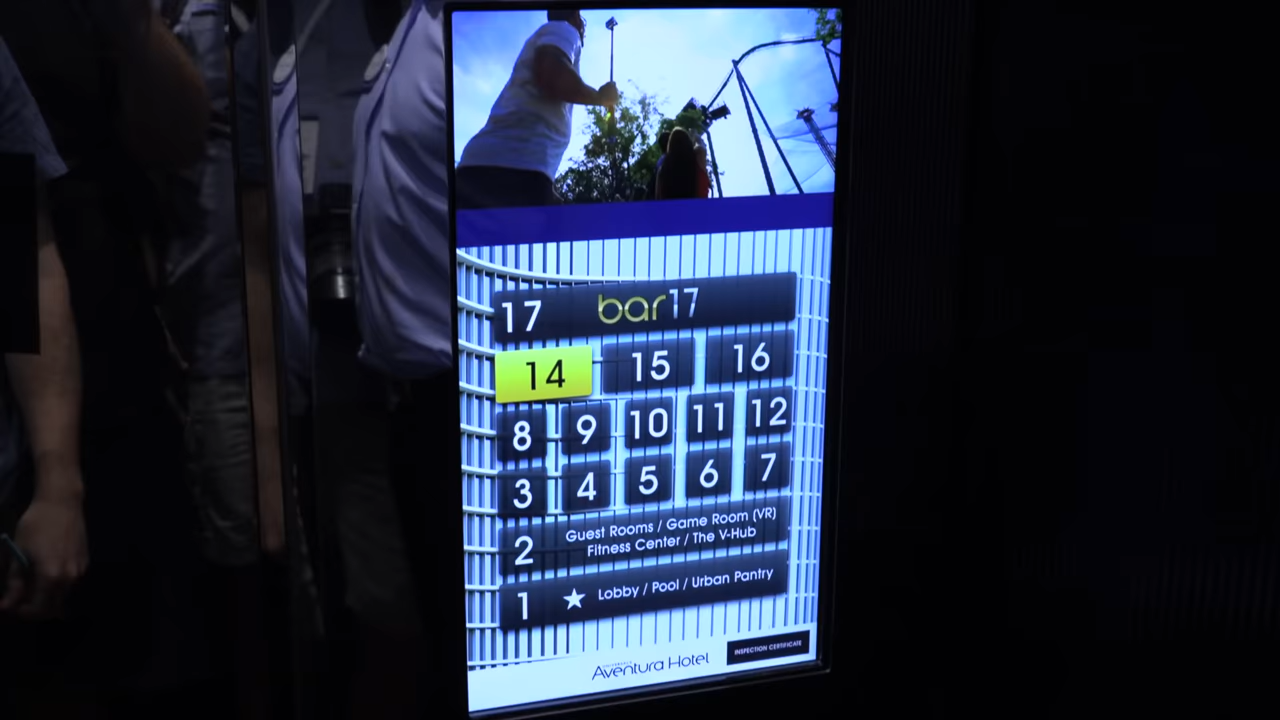 17 bar17
14 15 16
8 9 10 11 12
3 4 5 6 7
2 Guest Rooms / Game Room (VR)
Fitness Center / The V-Hub
1 ★ Lobby / Pool / Urban Pantry
Aventura Hotel
INSPECTION CERTIFICATE